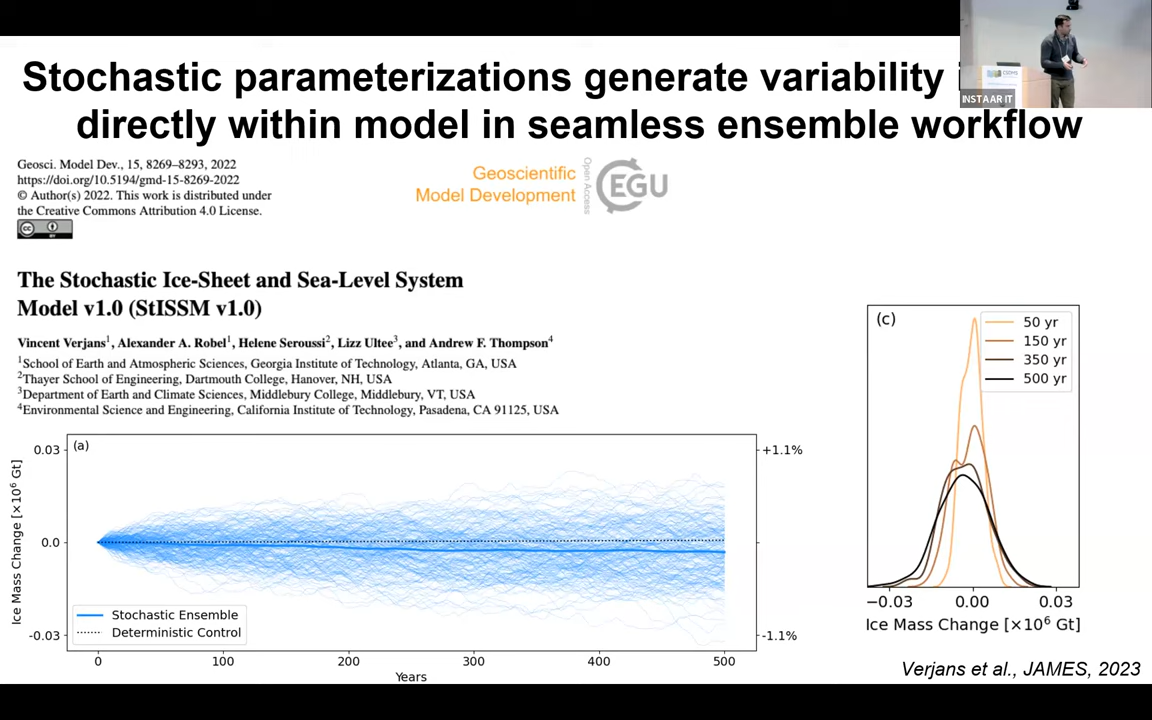 Stochastic parameterizations generate variability
directly within model in seamless ensemble workflow
INSTAAR IT
Geosci. Model Dev., 15, 8269–8293, 2022
https://doi.org/10.5194/gmd-15-8269-2022
© Author(s) 2022. This work is distributed under
the Creative Commons Attribution 4.0 License.
cc
BY
Geoscientific
Model Development
Open Access
EGU
The Stochastic Ice-Sheet and Sea-Level System
Model v1.0 (StISSM v1.0)
Vincent Verjans1, Alexander A. Robel1, Helene Seroussi2, Lizz Ultee3, and Andrew F. Thompson4
1School of Earth and Atmospheric Sciences, Georgia Institute of Technology, Atlanta, GA, USA
2Thayer School of Engineering, Dartmouth College, Hanover, NH, USA
3Department of Earth and Climate Sciences, Middlebury College, Middlebury, VT, USA
4Environmental Science and Engineering, California Institute of Technology, Pasadena, CA 91125, USA
(a)
0.03
0.0
-0.03
Ice Mass Change [×10⁶ Gt]
+1.1%
-1.1%
Stochastic Ensemble
Deterministic Control
0 100 200 300 400 500
Years
(c)
50 yr
150 yr
350 yr
500 yr
−0.03 0.00 0.03
Ice Mass Change [×10⁶ Gt]
Verjans et al., JAMES, 2023